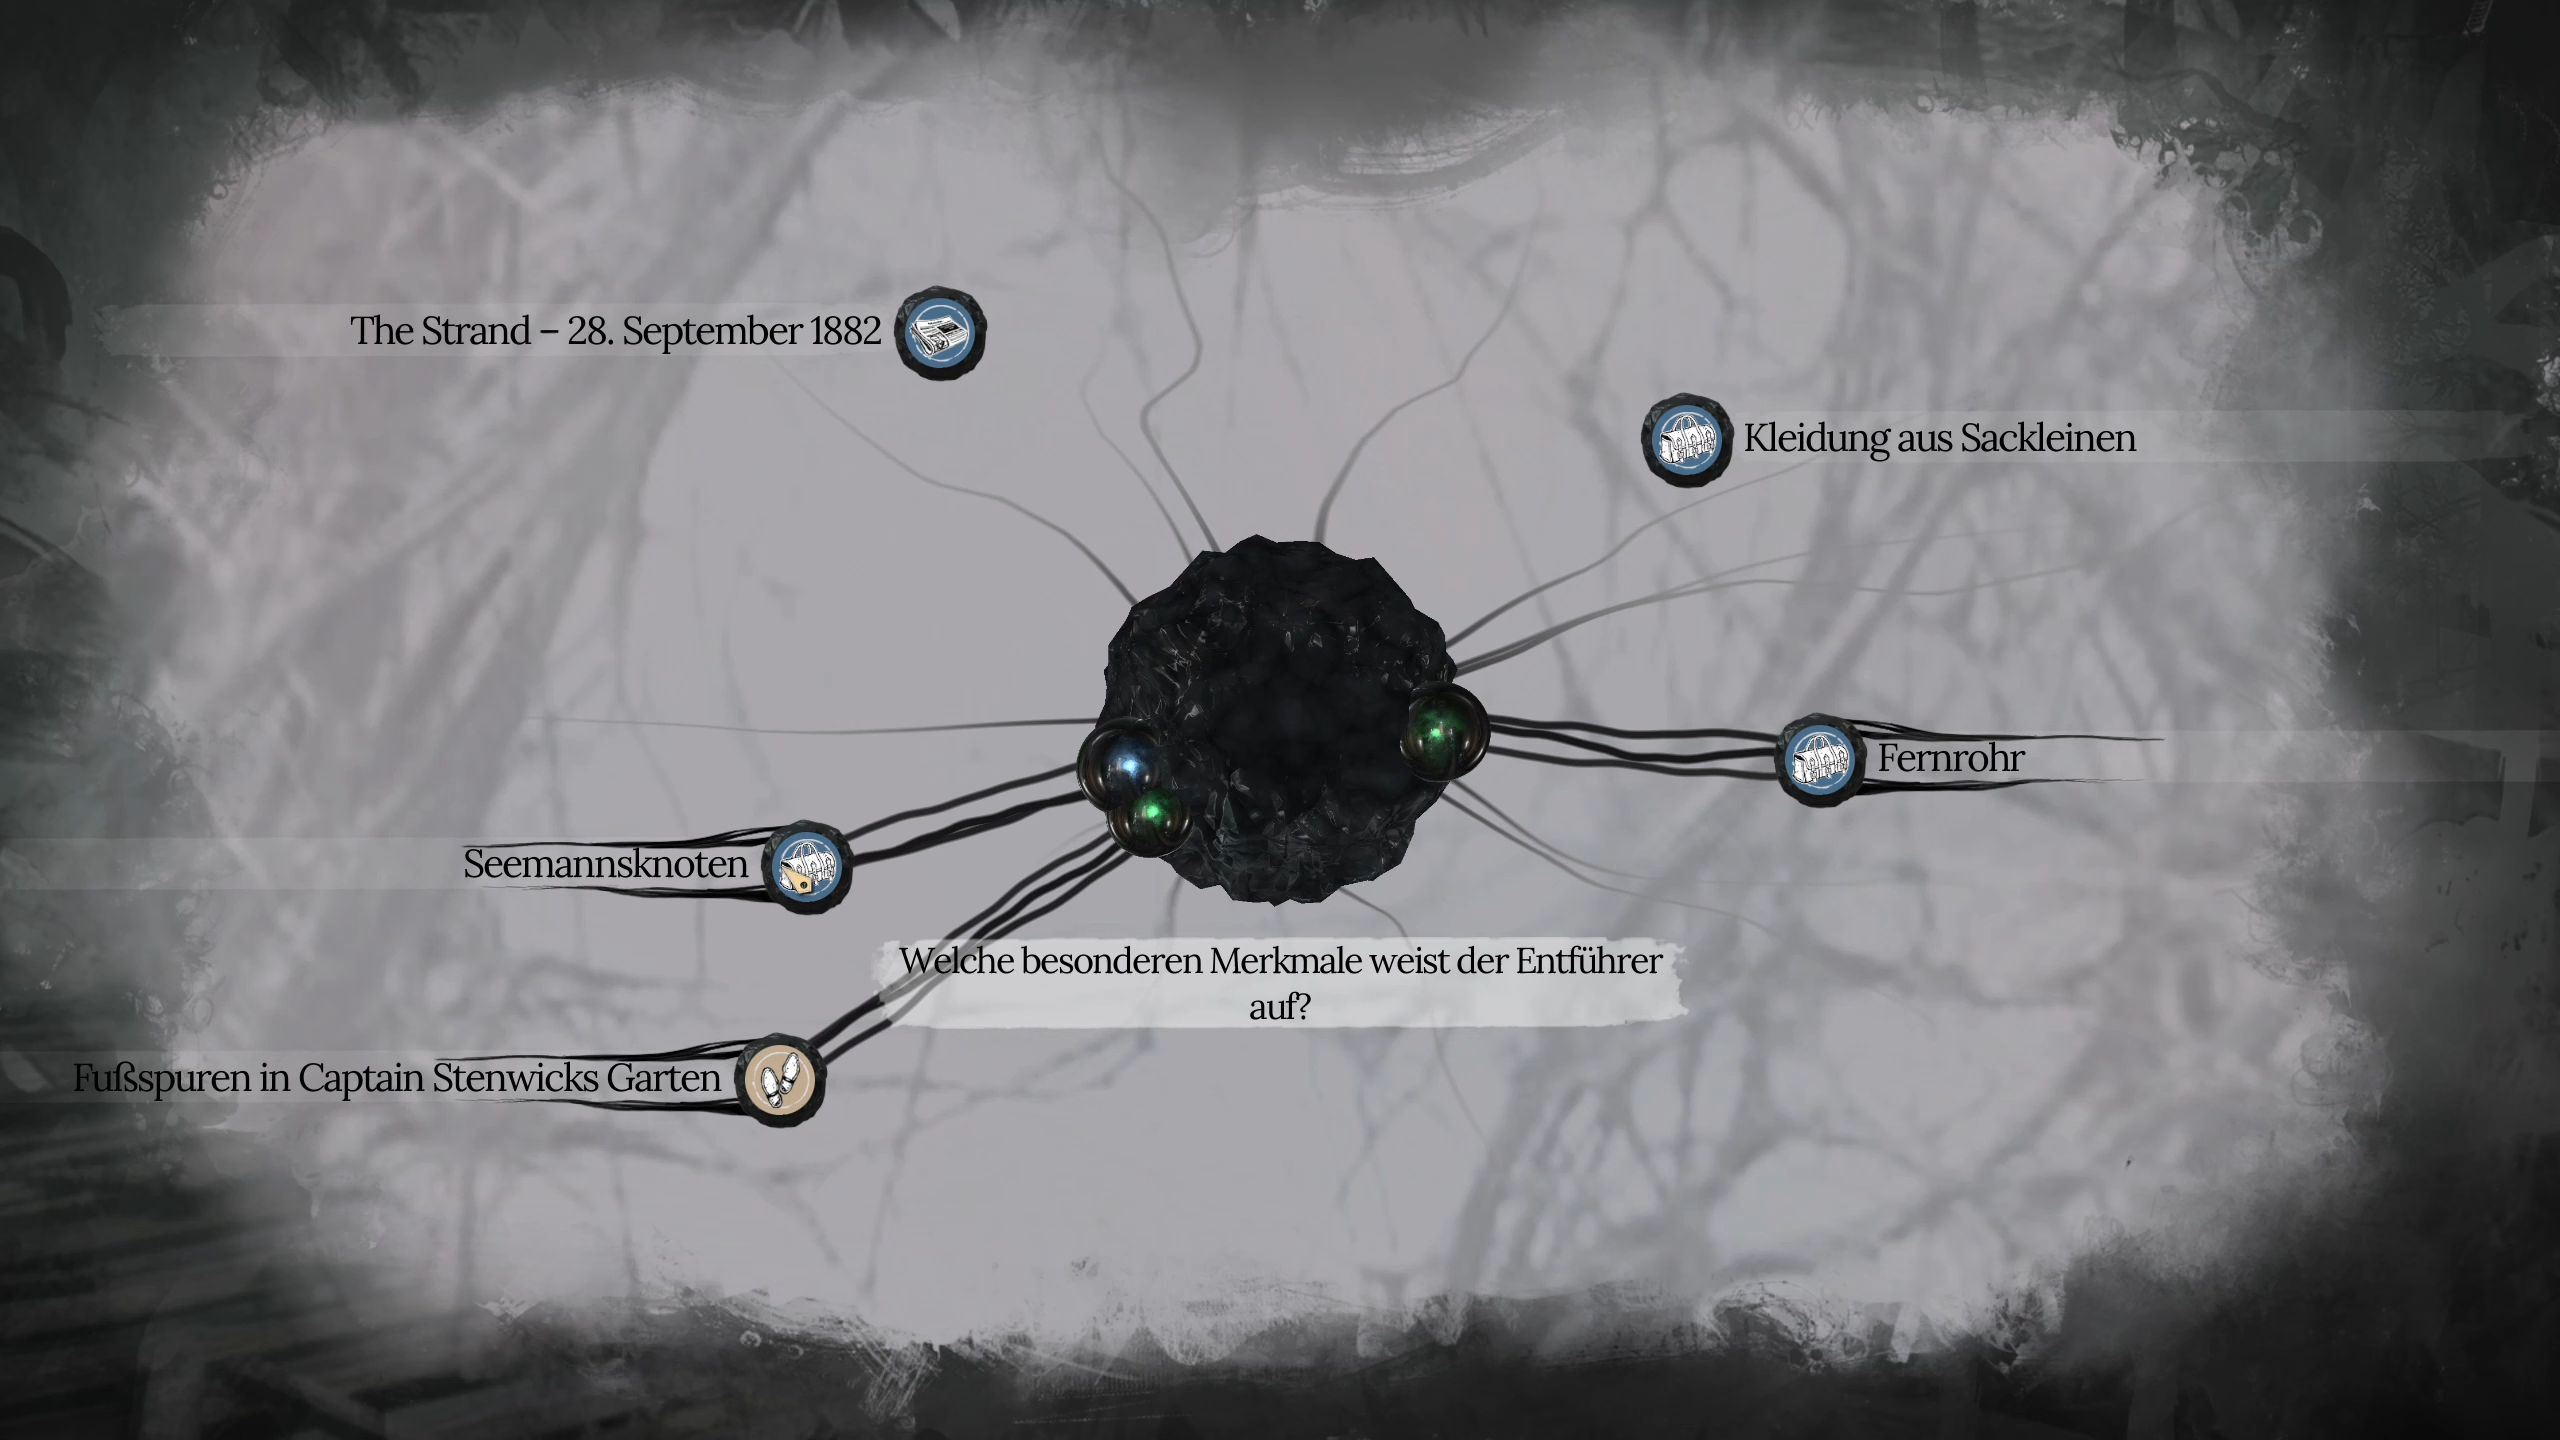 The Strand – 28. September 1882
Kleidung aus Sackleinen
Fernrohr
Seemannsknoten
Welche besonderen Merkmale weist der Entführer
auf?
Fußspuren in Captain Stenwicks Garten